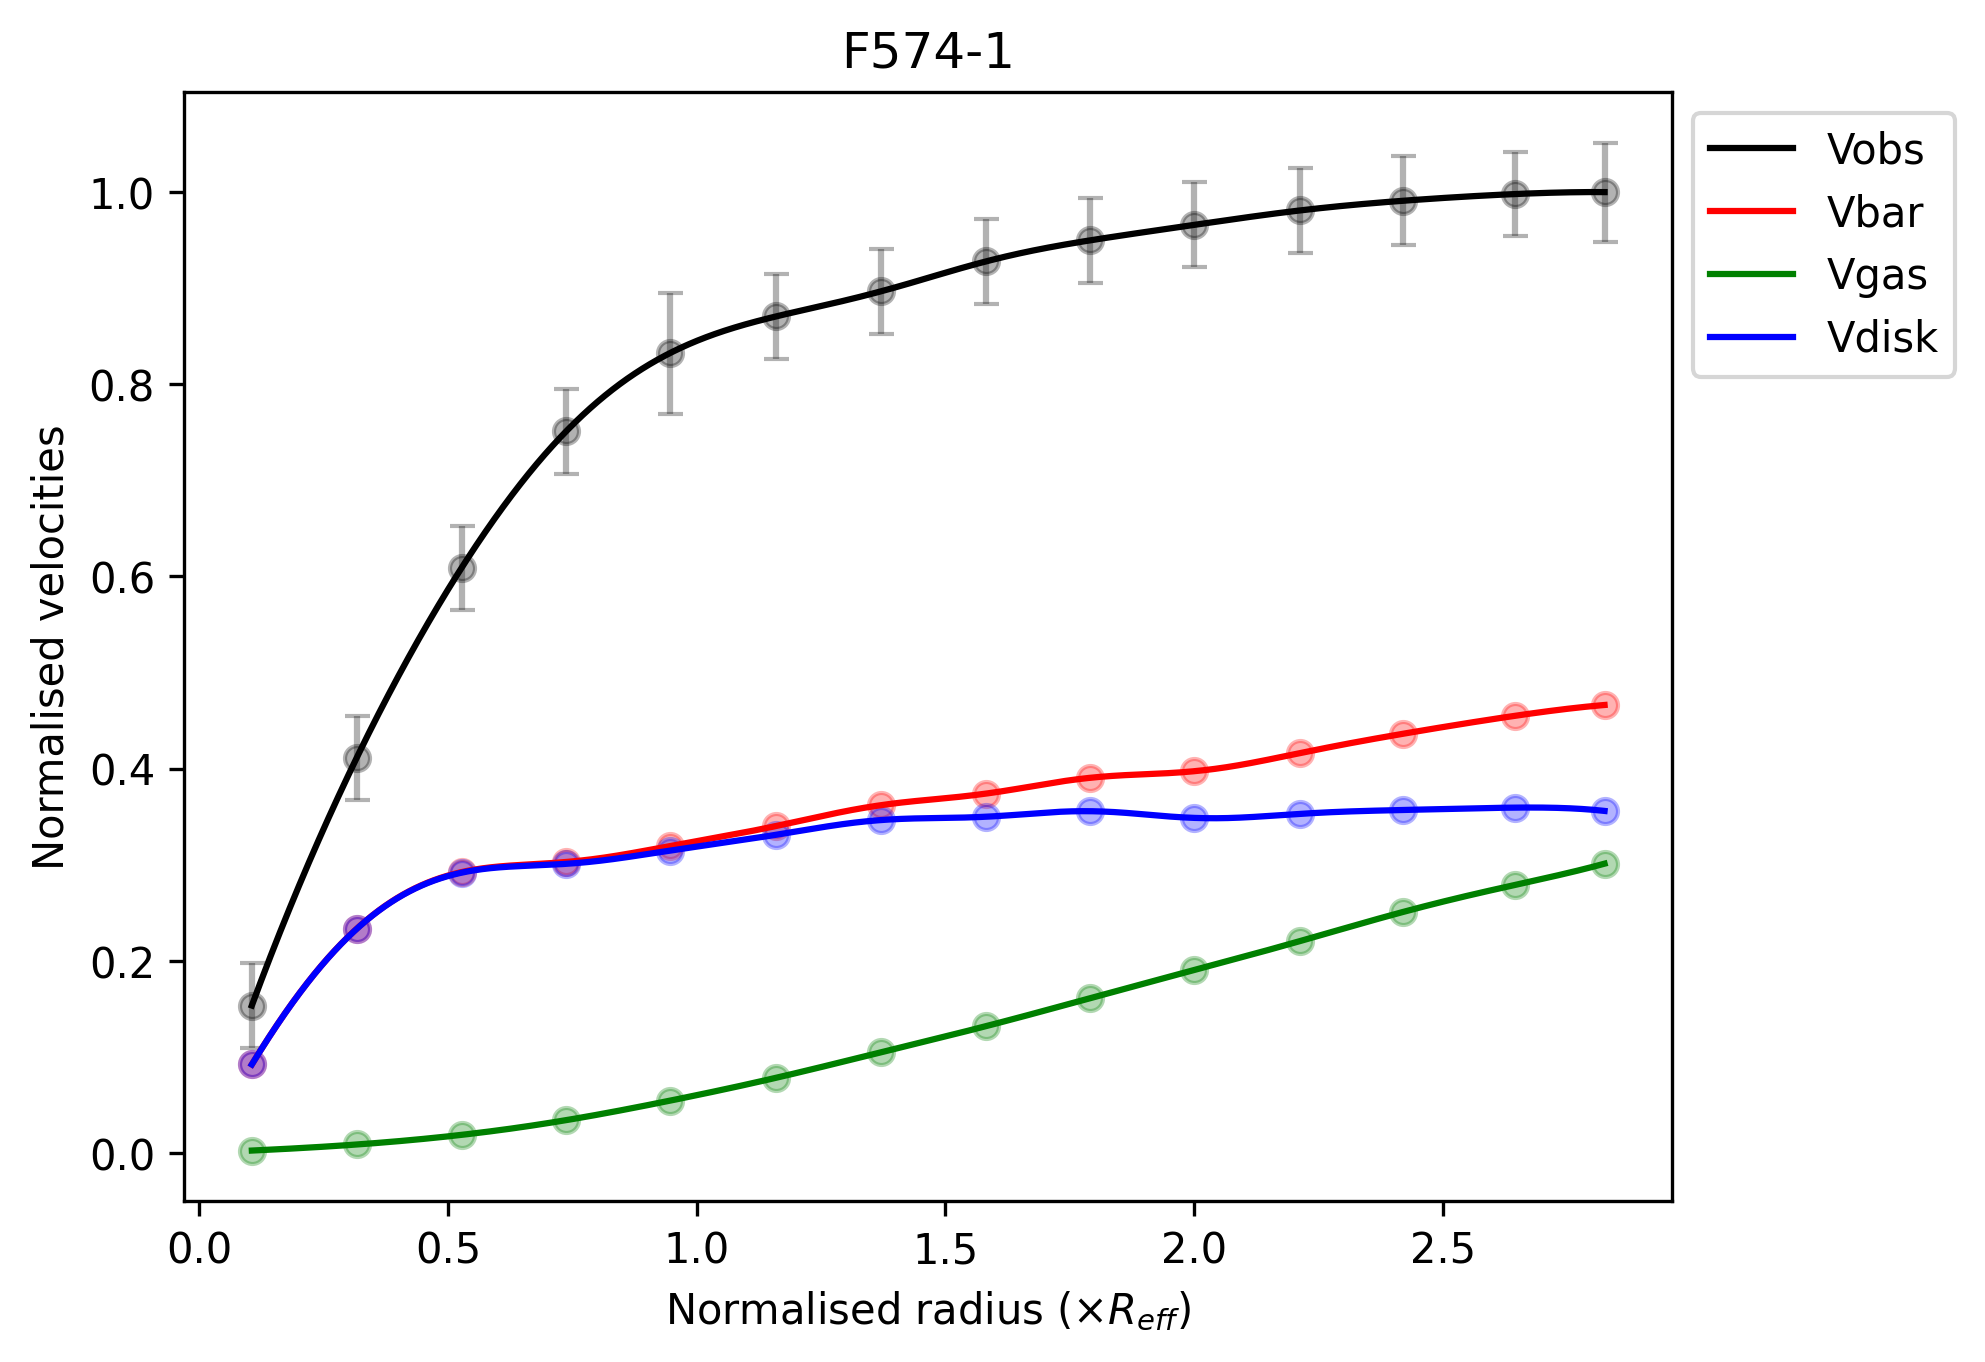 F574-1
Normalised velocities
1.0
0.8
0.6
0.4
0.2
0.0
0.0 0.5 1.0 1.5 2.0 2.5
Normalised radius (×R_eff)
Vobs
Vbar
Vgas
Vdisk